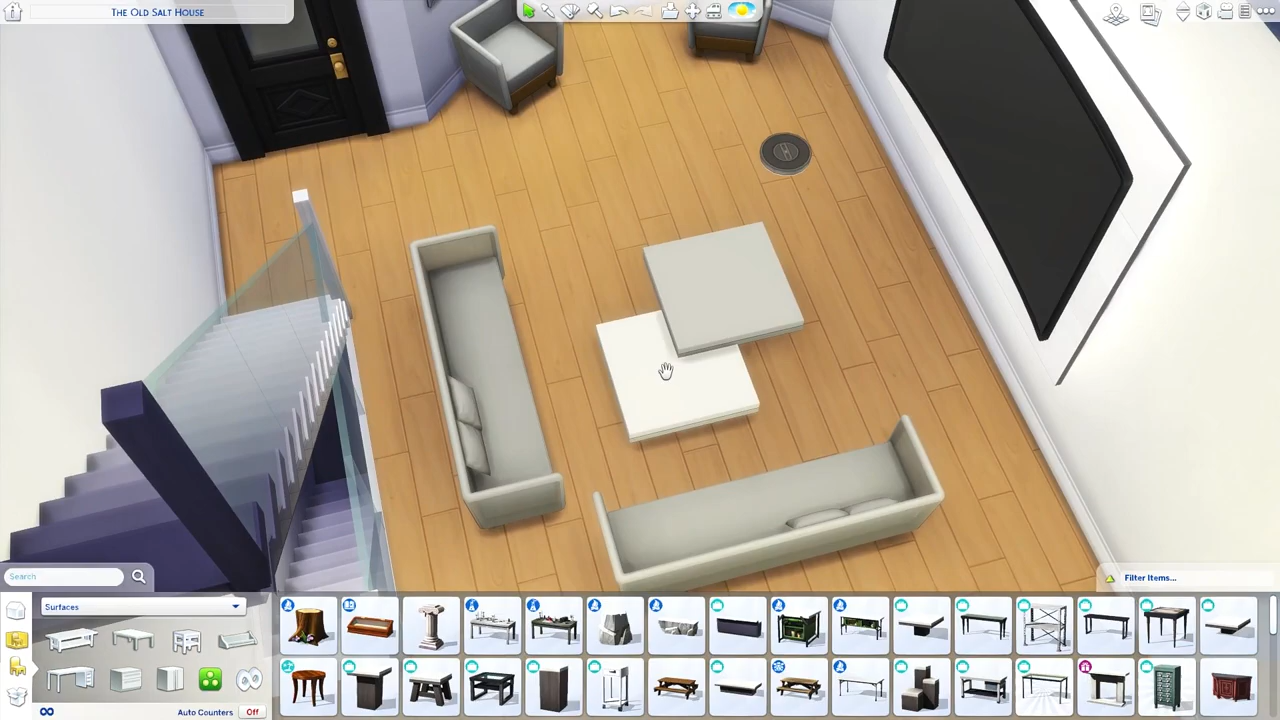 The Old Salt House
Search
Filter Items...
Surfaces
Auto Counters
Off